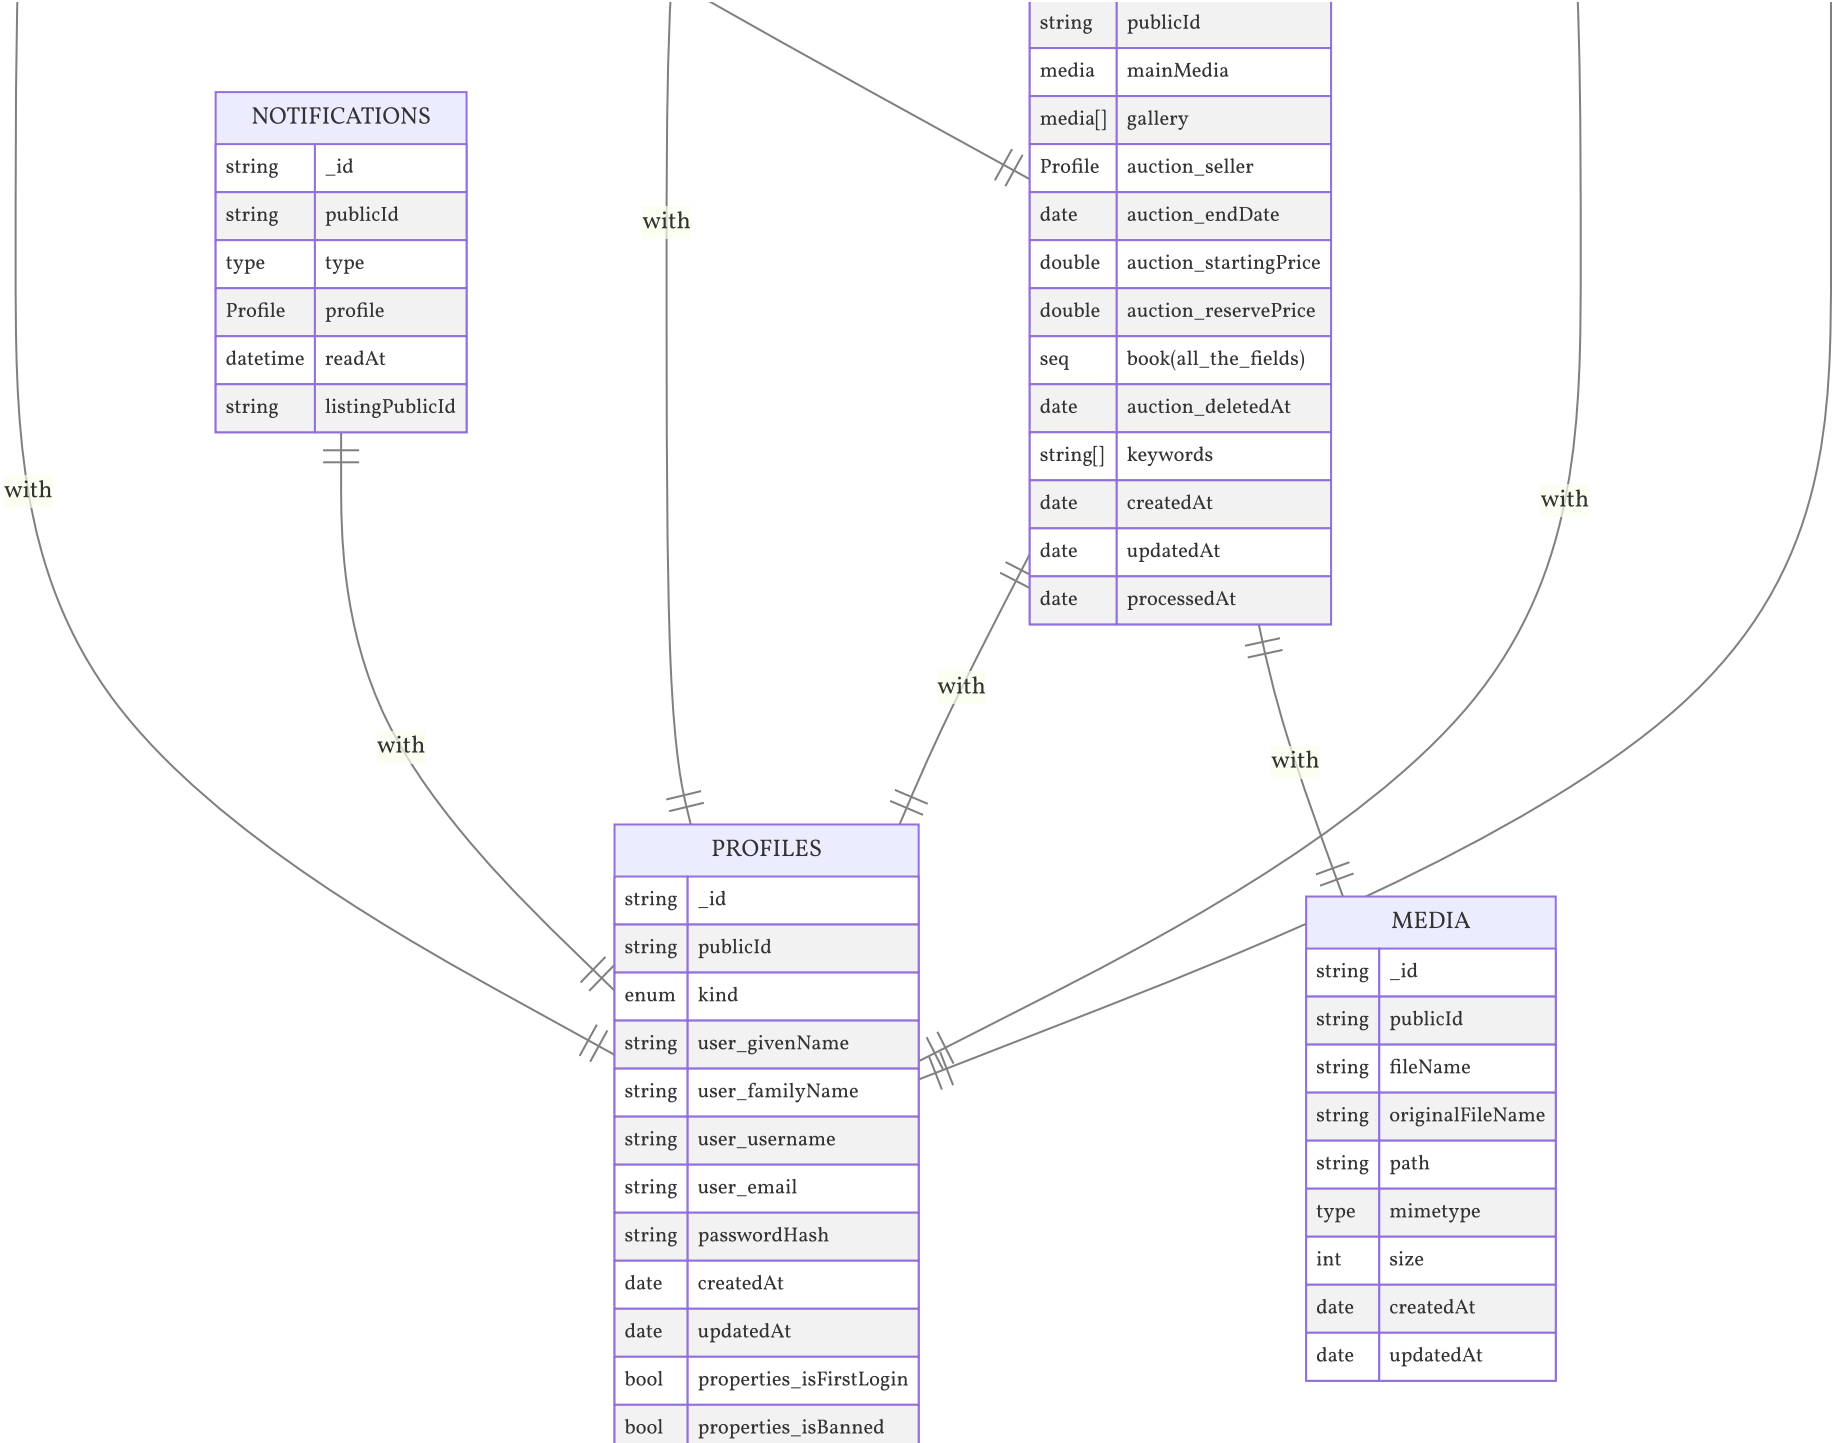 string publicId
media mainMedia
media[] gallery
Profile auction_seller
date auction_endDate
double auction_startingPrice
double auction_reservePrice
seq book(all_the_fields)
date auction_deletedAt
string[] keywords
date createdAt
date updatedAt
date processedAt
NOTIFICATIONS
string _id
string publicId
type type
Profile profile
datetime readAt
string listingPublicId
with
with
with
with
with
with
PROFILES
string _id
string publicId
enum kind
string user_givenName
string user_familyName
string user_username
string user_email
string passwordHash
date createdAt
date updatedAt
bool properties_isFirstLogin
bool properties_isBanned
MEDIA
string _id
string publicId
string fileName
string originalFileName
string path
type mimetype
int size
date createdAt
date updatedAt